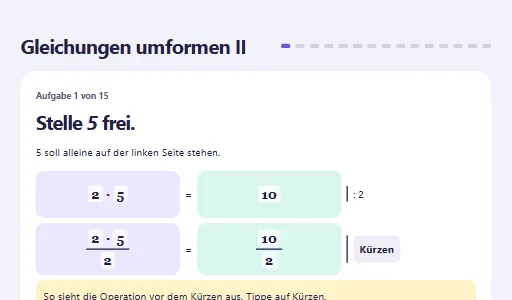 Gleichungen umformen II
Aufgabe 1 von 15
Stelle 5 frei.
5 soll alleine auf der linken Seite stehen.
2 · 5 = 10 | : 2
2 · 5 / 2 = 10 / 2 | Kürzen
So sieht die Operation vor dem Kürzen aus. Tippe auf Kürzen.